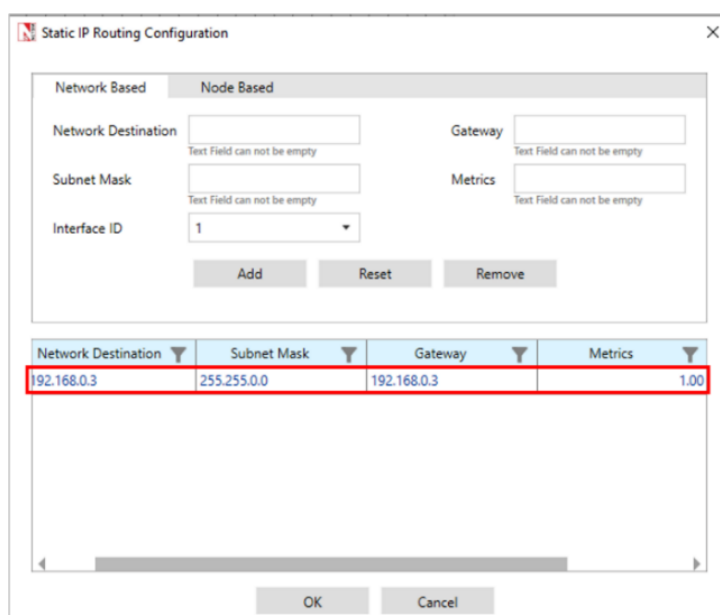 Static IP Routing Configuration
Network Based Node Based
Network Destination Gateway
Text Field can not be empty Text Field can not be empty
Subnet Mask Metrics
Text Field can not be empty Text Field can not be empty
Interface ID 1
Add Reset Remove
Network Destination Subnet Mask Gateway Metrics
192.168.0.3 255.255.0.0 192.168.0.3 1.00
OK Cancel